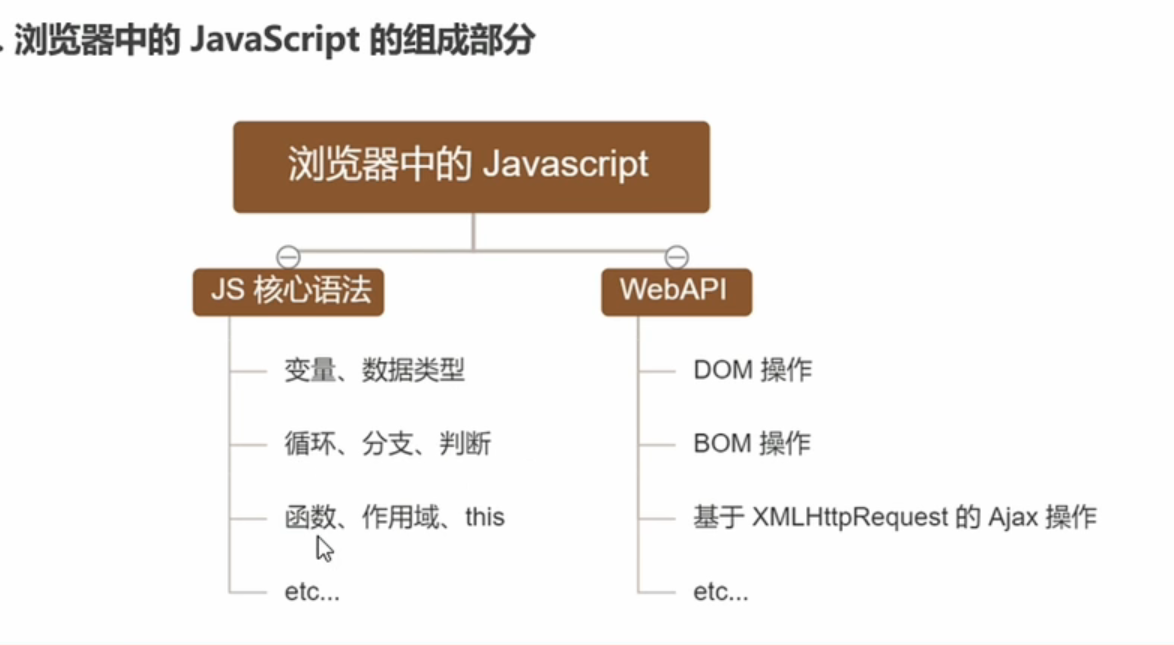 . 浏览器中的 JavaScript 的组成部分
浏览器中的 Javascript
JS 核心语法
变量、数据类型
循环、分支、判断
函数、作用域、this
etc...
WebAPI
DOM 操作
BOM 操作
基于 XMLHttpRequest 的 Ajax 操作
etc...